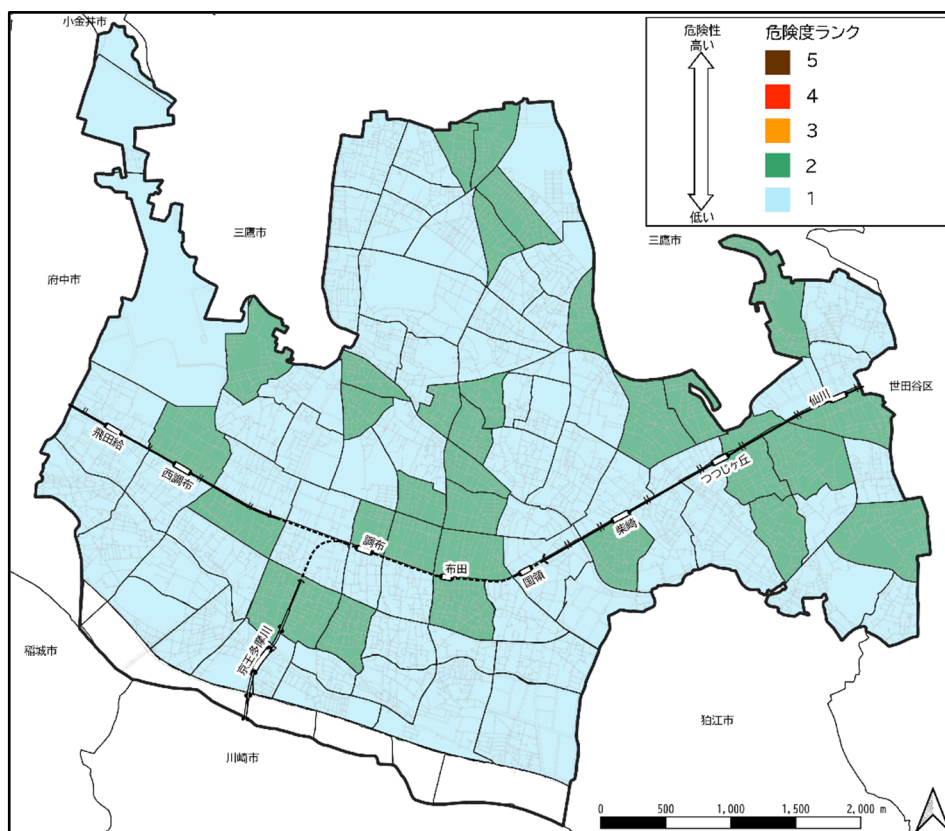 小金井市
危険性
高い
低い
危険度ランク
5
4
3
2
1
三鷹市
三鷹市
府中市
世田谷区
仙川
つつじヶ丘
飛田給
西調布
柴崎
調布
布田
国領
京王多摩川
稲城市
狛江市
川崎市
0 500 1,000 1,500 2,000 m